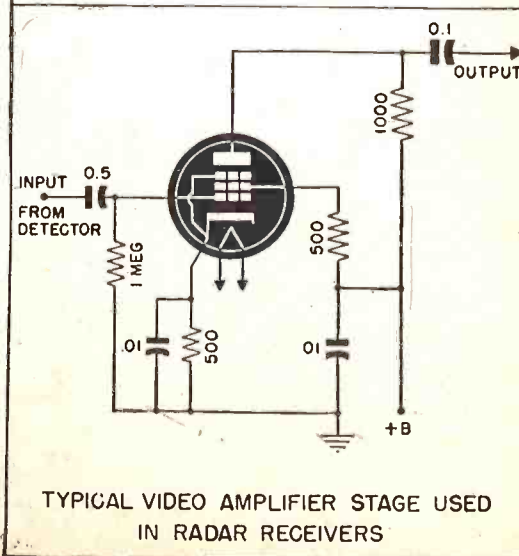 0.1
OUTPUT
1000
0.5
INPUT
FROM
DETECTOR
1 MEG
500
.01
500
.01
+B
TYPICAL VIDEO AMPLIFIER STAGE USED
IN RADAR RECEIVERS